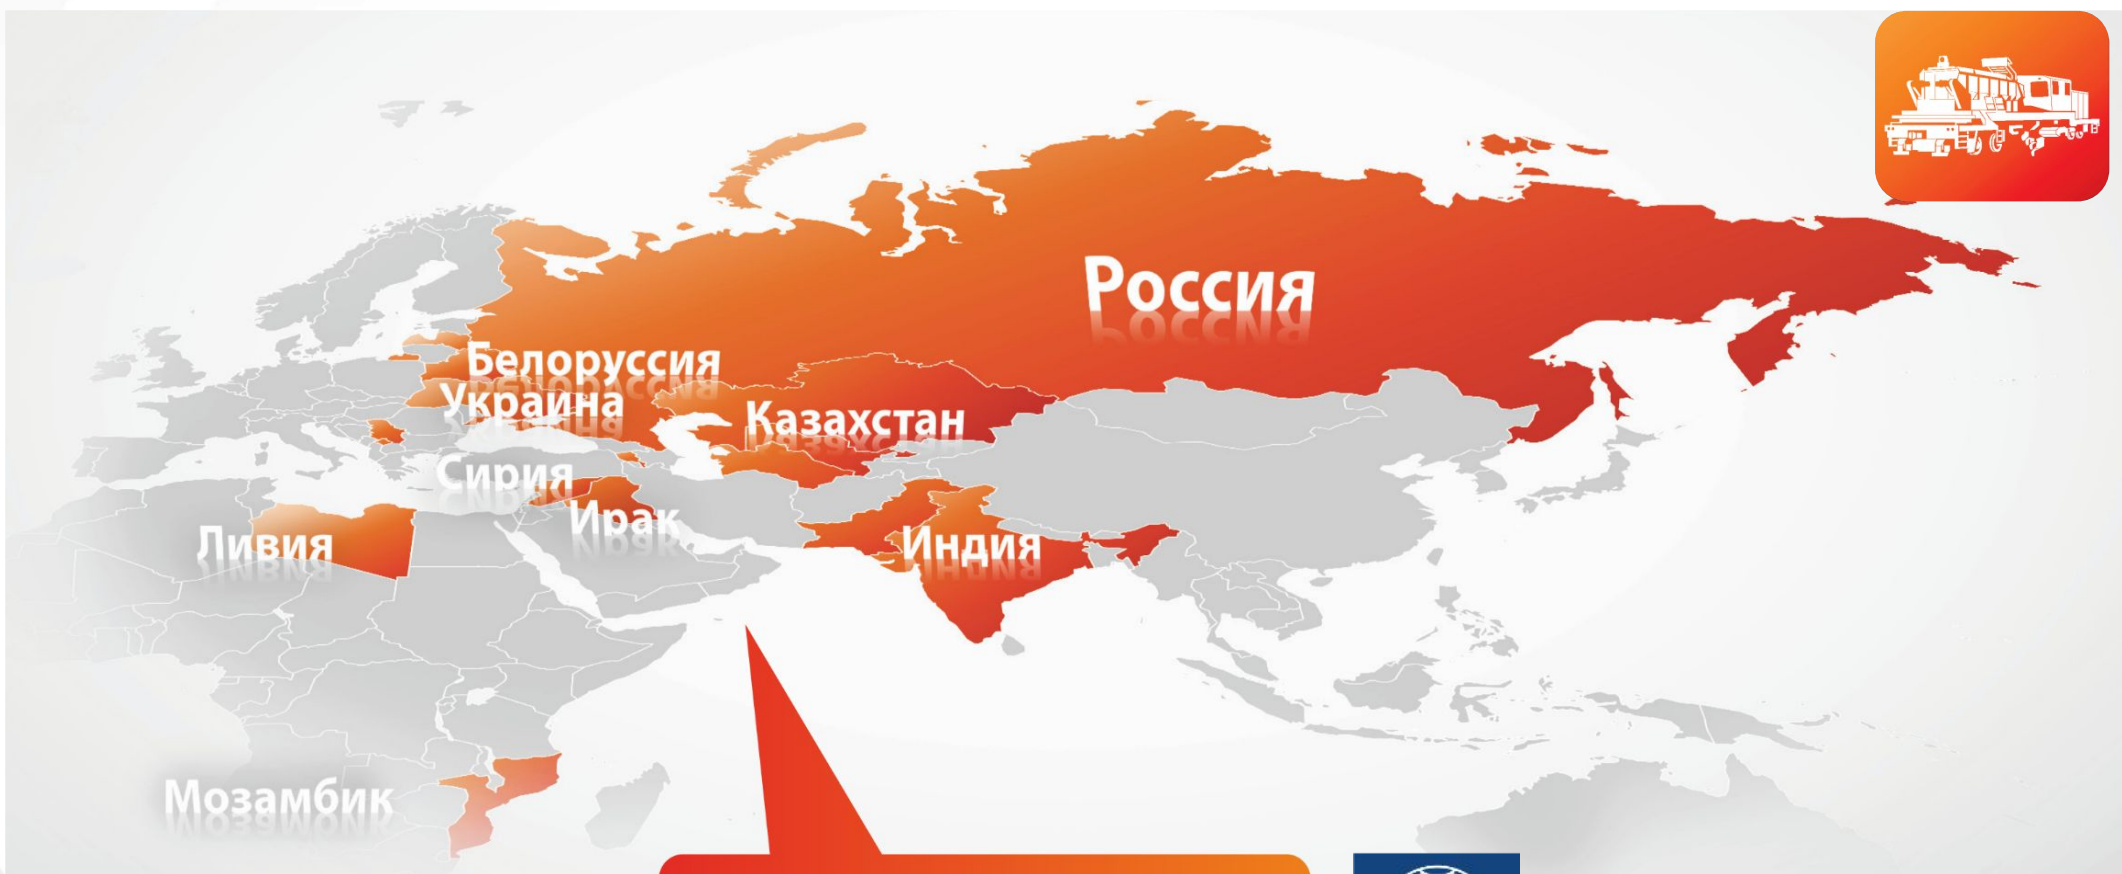 Россия
Белоруссия
Украина
Казахстан
Сирия
Ирак
Ливия
Индия
Мозамбик